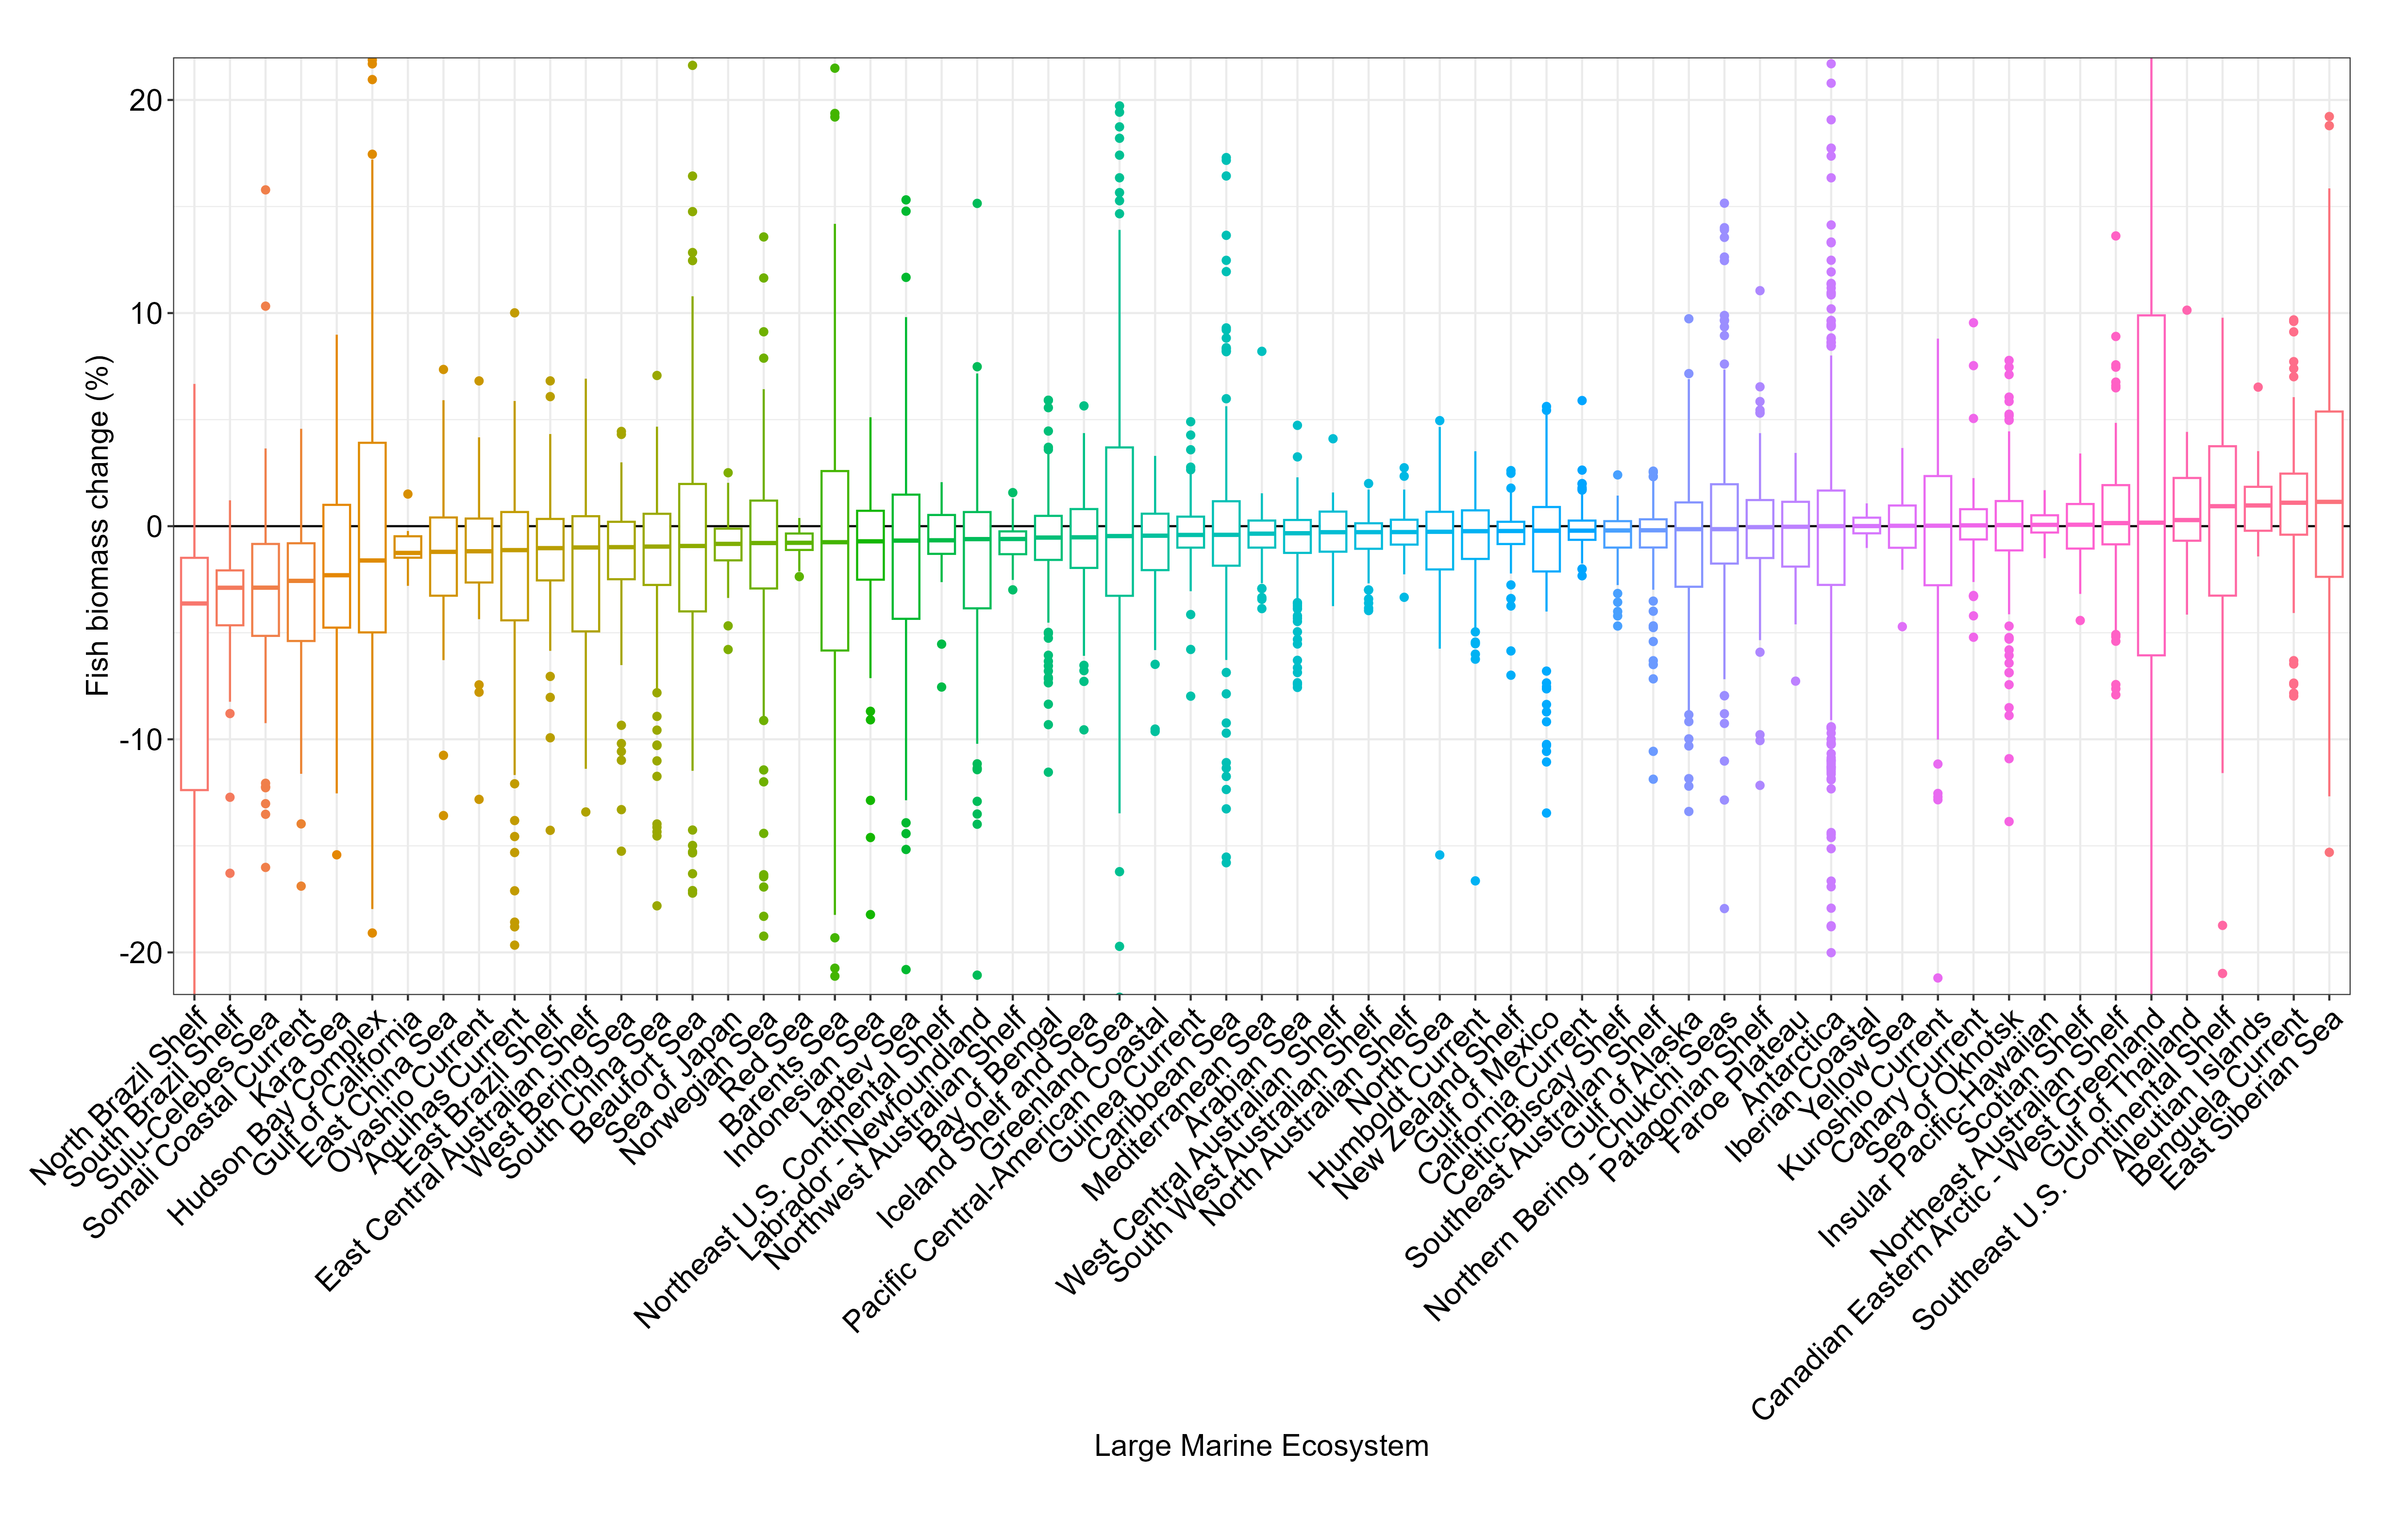 Fish biomass change (%)
20
10
0
-10
-20
North Brazil Shelf
South Brazil Shelf
Sulu-Celebes Sea
Somali Coastal Current
Kara Sea
Hudson Bay Complex
Gulf of California
East China Sea
Oyashio Current
Agulhas Current
East Brazil Shelf
East Central Australian Shelf
West Bering Sea
South China Sea
Beaufort Sea
Sea of Japan
Norwegian Sea
Red Sea
Barents Sea
Indonesian Sea
Laptev Sea
Northeast U.S. Continental Shelf
Labrador - Newfoundland
Northwest Australian Shelf
Bay of Bengal
Iceland Shelf and Sea
Greenland Sea
Pacific Central-American Coastal
Guinea Current
Caribbean Sea
Mediterranean Sea
Arabian Sea
West Central Australian Shelf
South West Australian Shelf
North Australian Shelf
North Sea
Humboldt Current
New Zealand Shelf
Gulf of Mexico
California Current
Celtic-Biscay Shelf
Southeast Australian Shelf
Gulf of Alaska
Northern Bering - Chukchi Seas
Patagonian Shelf
Faroe Plateau
Antarctica
Iberian Coastal
Yellow Sea
Kuroshio Current
Canary Current
Sea of Okhotsk
Insular Pacific-Hawaiian
Scotian Shelf
Northeast Australian Shelf
Canadian Eastern Arctic - West Greenland
Gulf of Thailand
Southeast U.S. Continental Shelf
Aleutian Islands
Benguela Current
East Siberian Sea
Large Marine Ecosystem